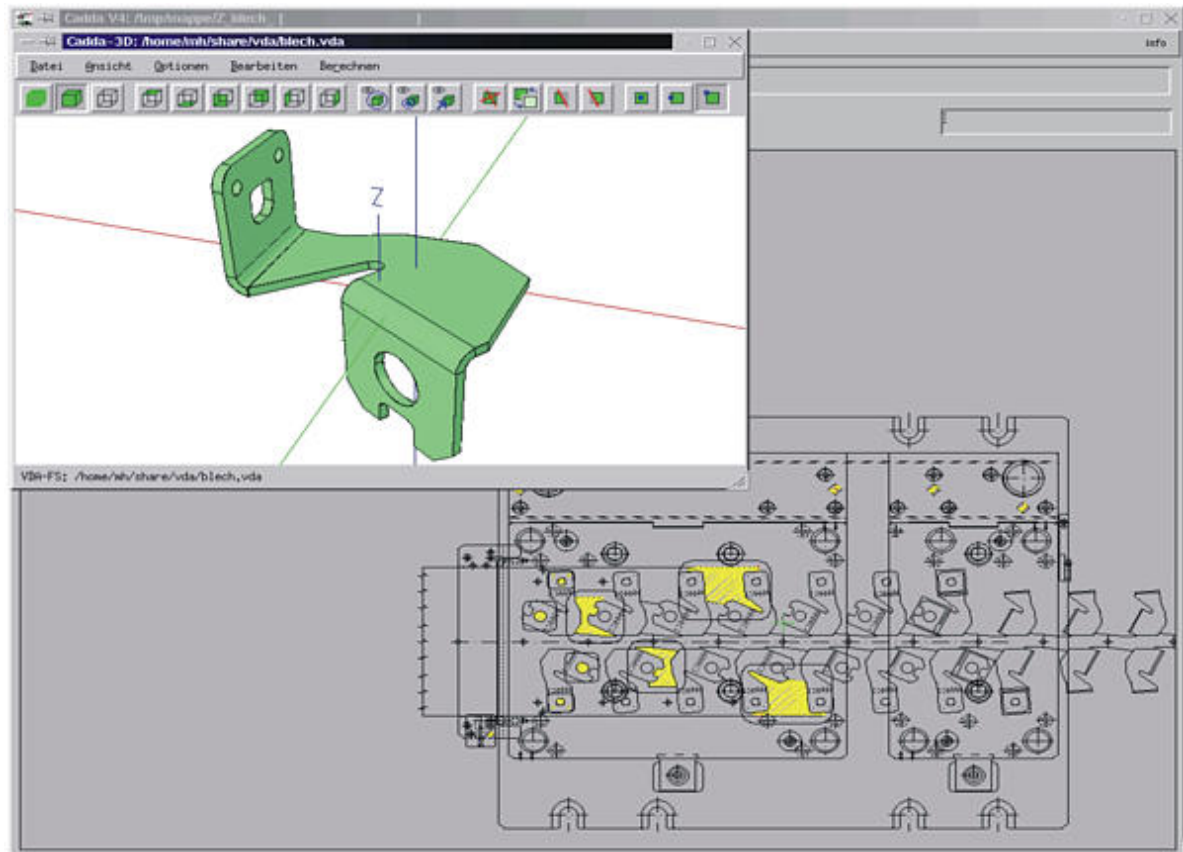 Cadda V4: /tmp/mappe/Z_blech
Cadda-3D: /home/mh/share/vda/blech.vda
Info
Datei Ansicht Optionen Bearbeiten Berechnen
Z
VDA-FS: /home/mh/share/vda/blech.vda